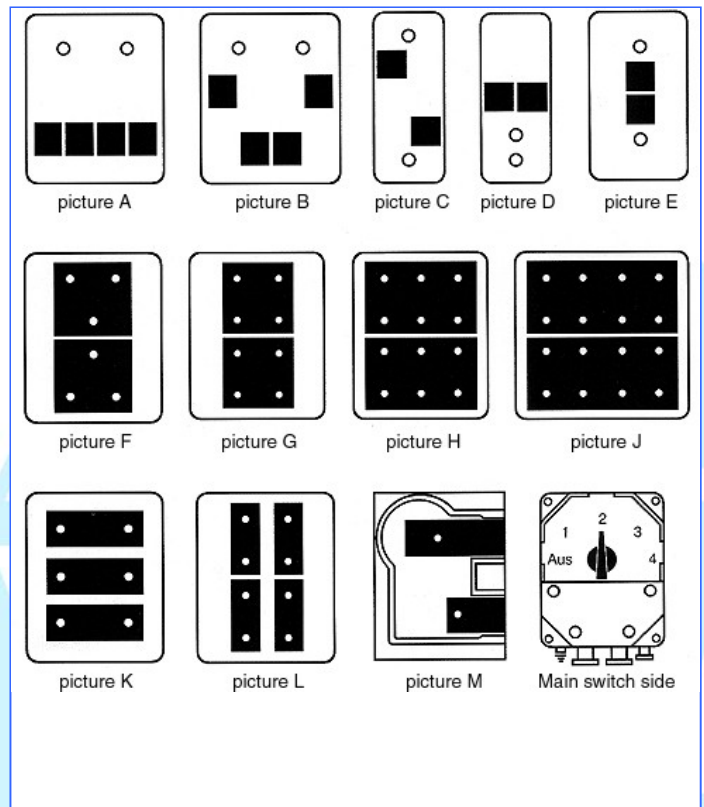 picture A picture B picture C picture D picture E
picture F picture G picture H picture J
1 2 3
Aus 4
picture K picture L picture M Main switch side